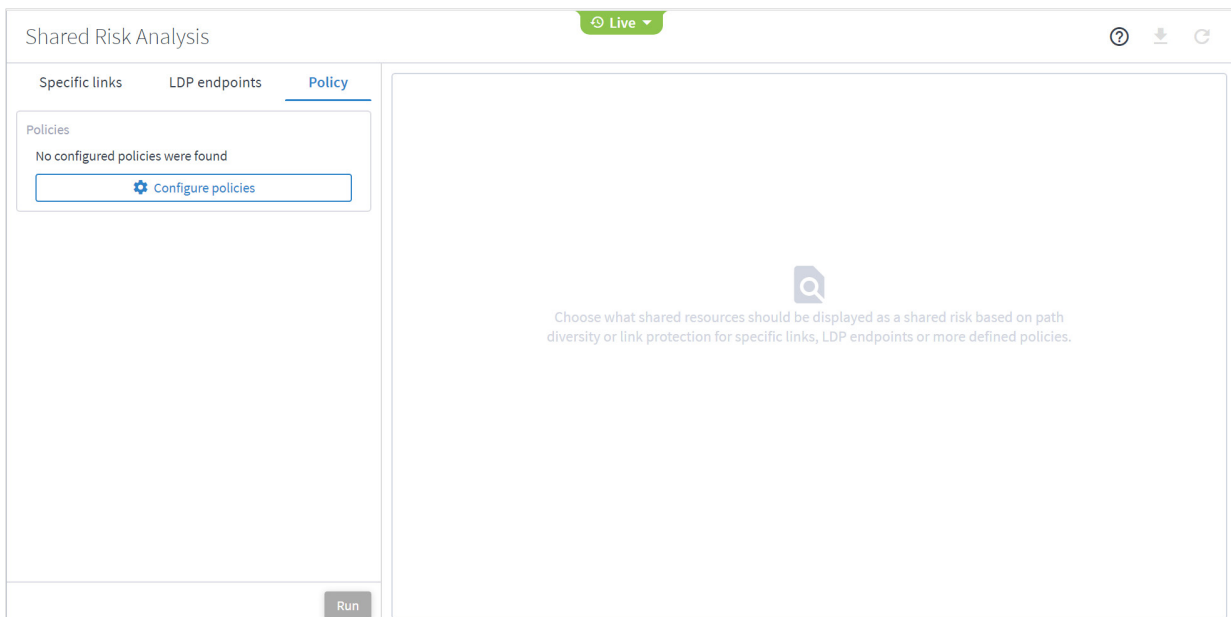 Live
Shared Risk Analysis
Specific links
LDP endpoints
Policy
Policies
No configured policies were found
Configure policies
Choose what shared resources should be displayed as a shared risk based on path
diversity or link protection for specific links, LDP endpoints or more defined policies.
Run